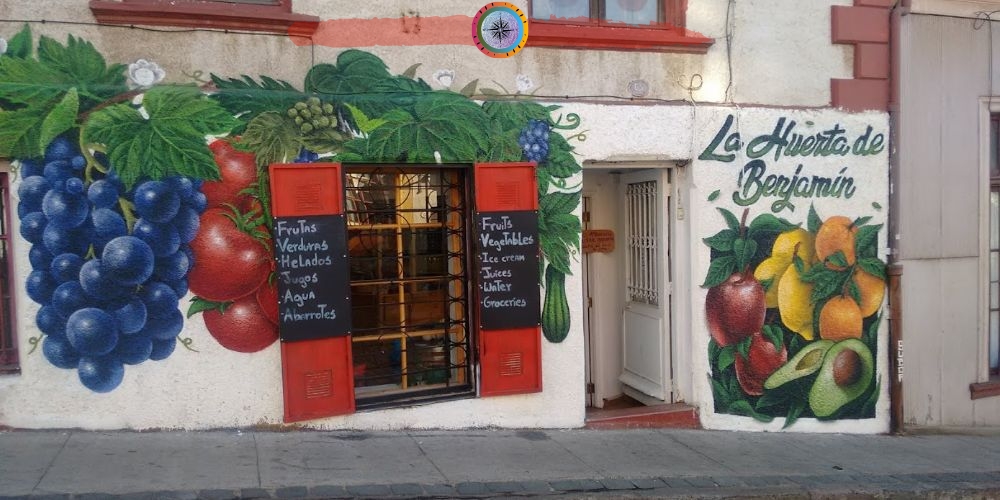 La Huerta de
Benjamín
Frutas
Verduras
Helados
Jugos
Agua
Abarrotes
Fruits
Vegetables
Ice cream
Juices
Water
Groceries